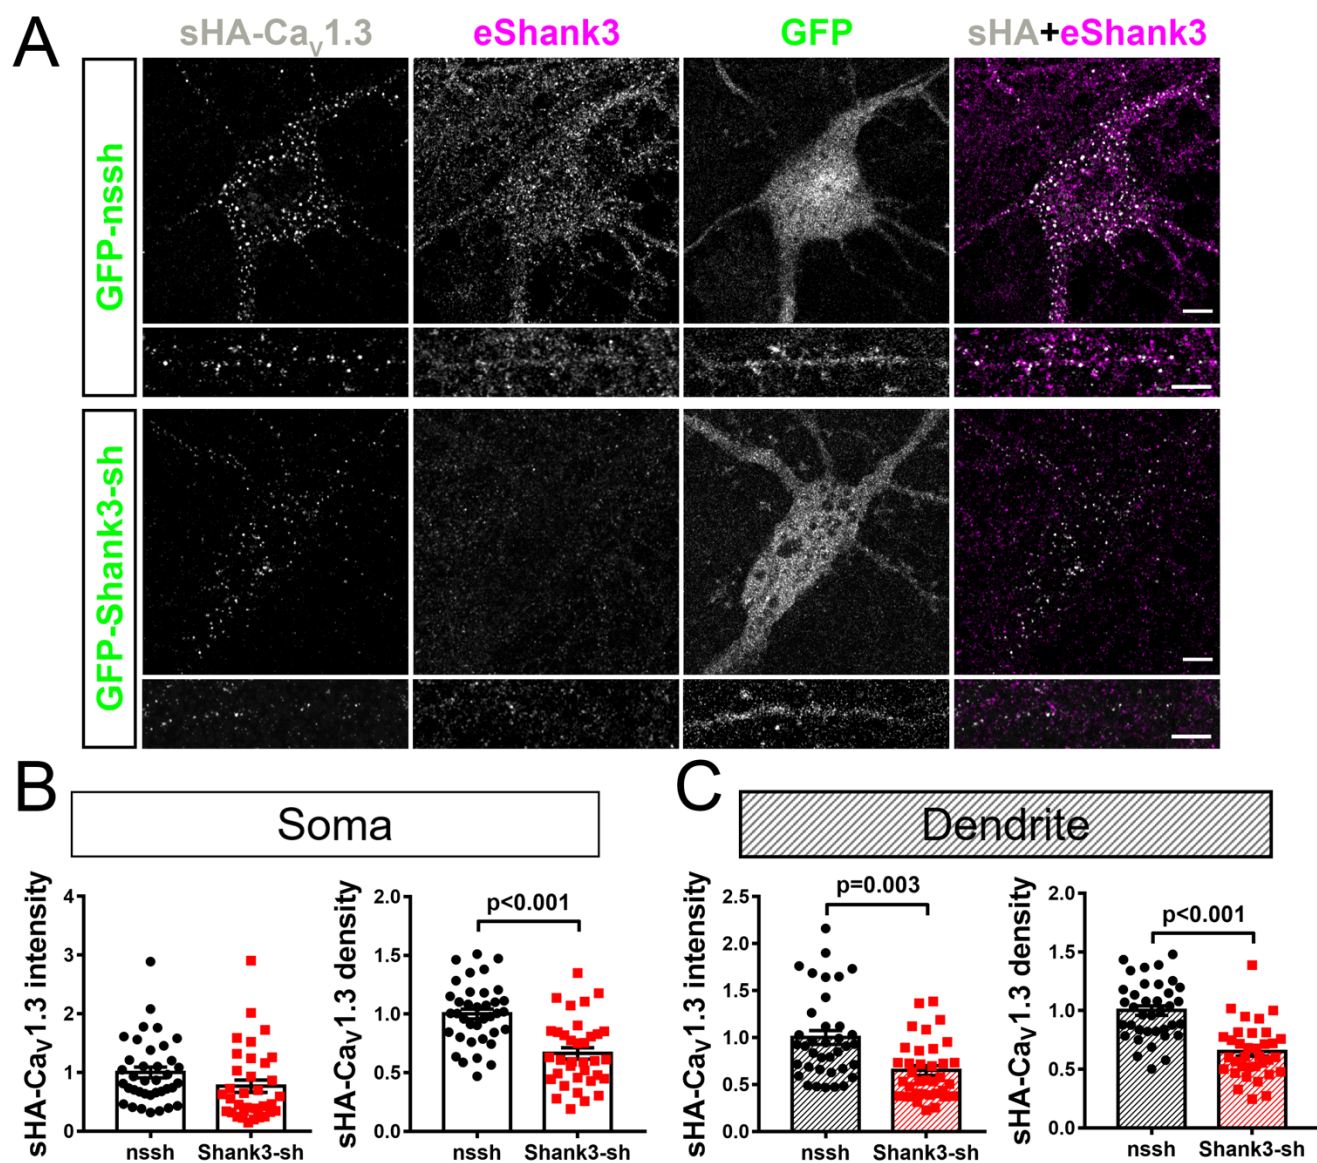 A
sHA-CaV1.3 eShank3 GFP sHA+eShank3
GFP-nssh
GFP-Shank3-sh
B
Soma
sHA-CaV1.3 intensity
4
3
2
1
0
nssh Shank3-sh
sHA-CaV1.3 density
p<0.001
2.0
1.5
1.0
0.5
0.0
nssh Shank3-sh
C
Dendrite
sHA-CaV1.3 intensity
p=0.003
2.5
2.0
1.5
1.0
0.5
0.0
nssh Shank3-sh
sHA-CaV1.3 density
p<0.001
2.0
1.5
1.0
0.5
0.0
nssh Shank3-sh